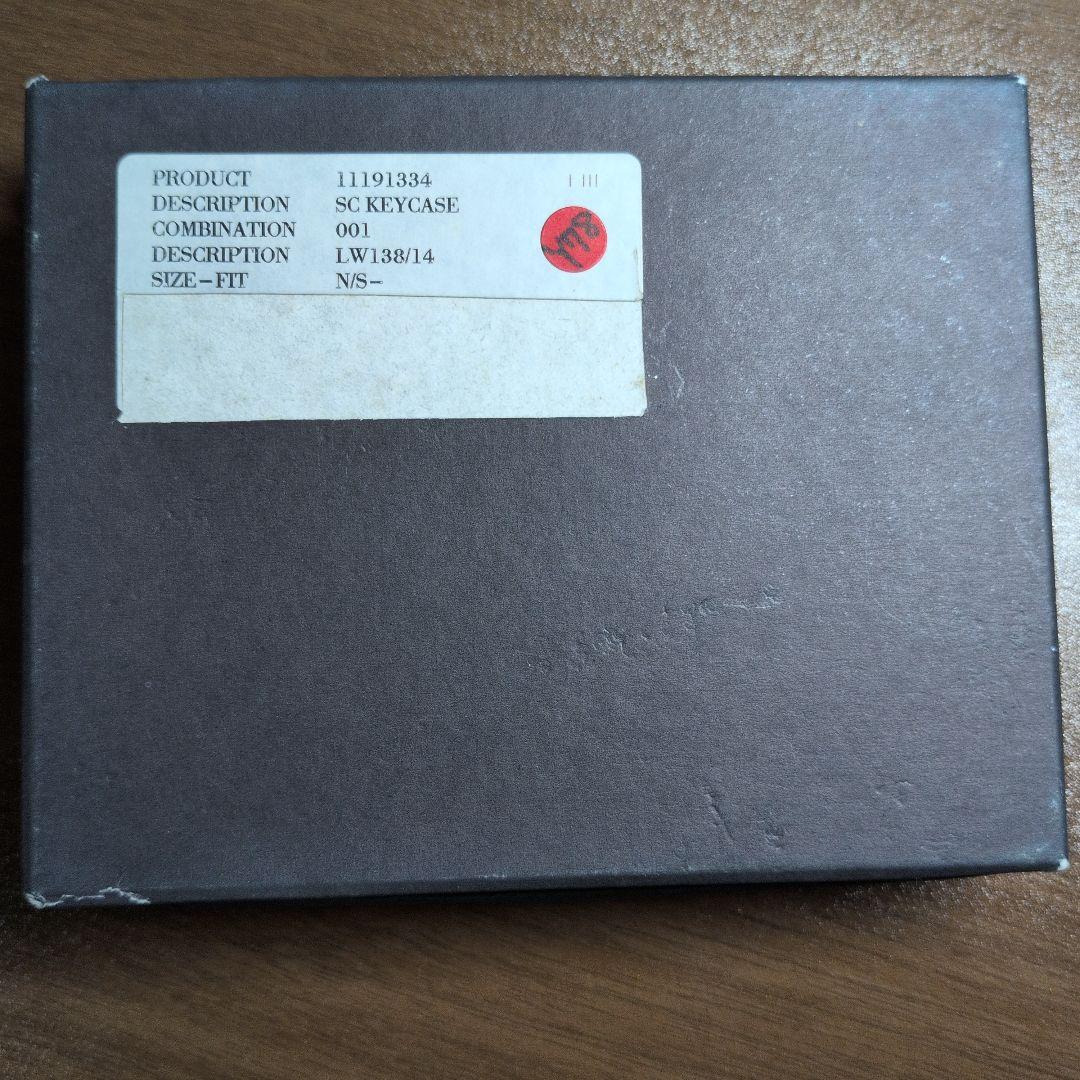 PRODUCT 11191334
DESCRIPTION SC KEYCASE
COMBINATION 001
DESCRIPTION LW138/14
SIZE-FIT N/S-